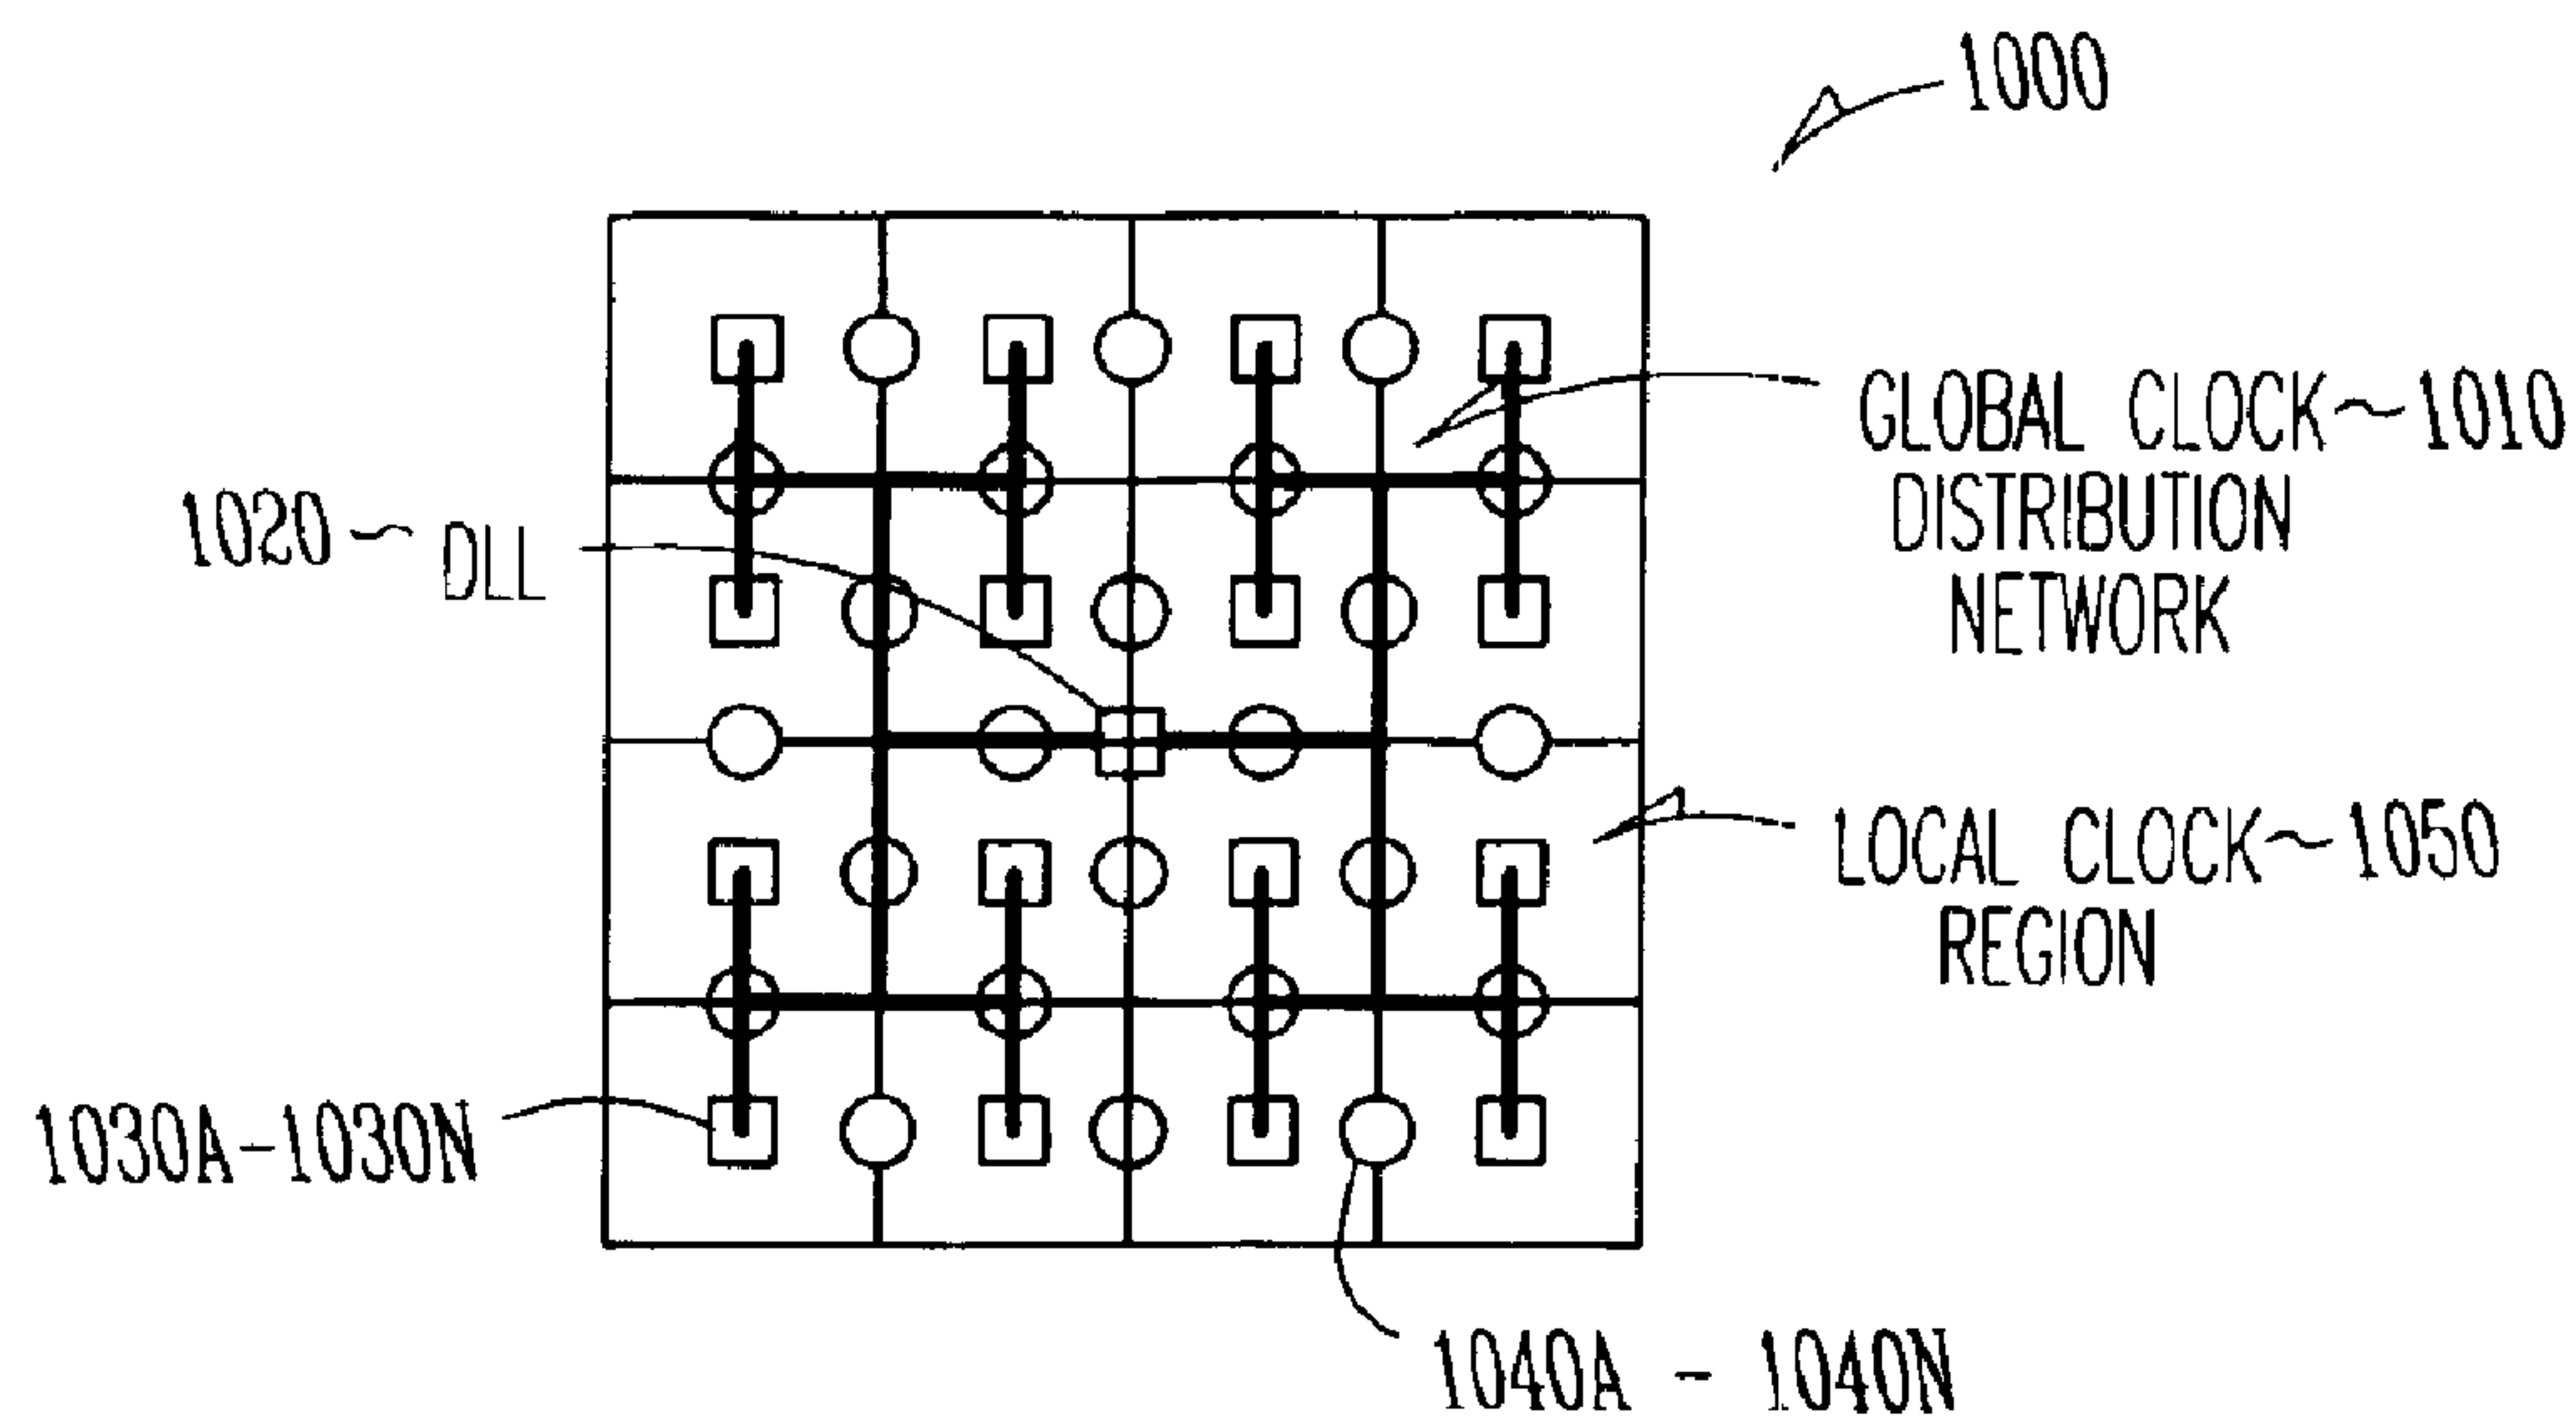 1000
GLOBAL CLOCK~1010
DISTRIBUTION
NETWORK
1020~DLL
LOCAL CLOCK~1050
REGION
1030A-1030N
1040A - 1040N